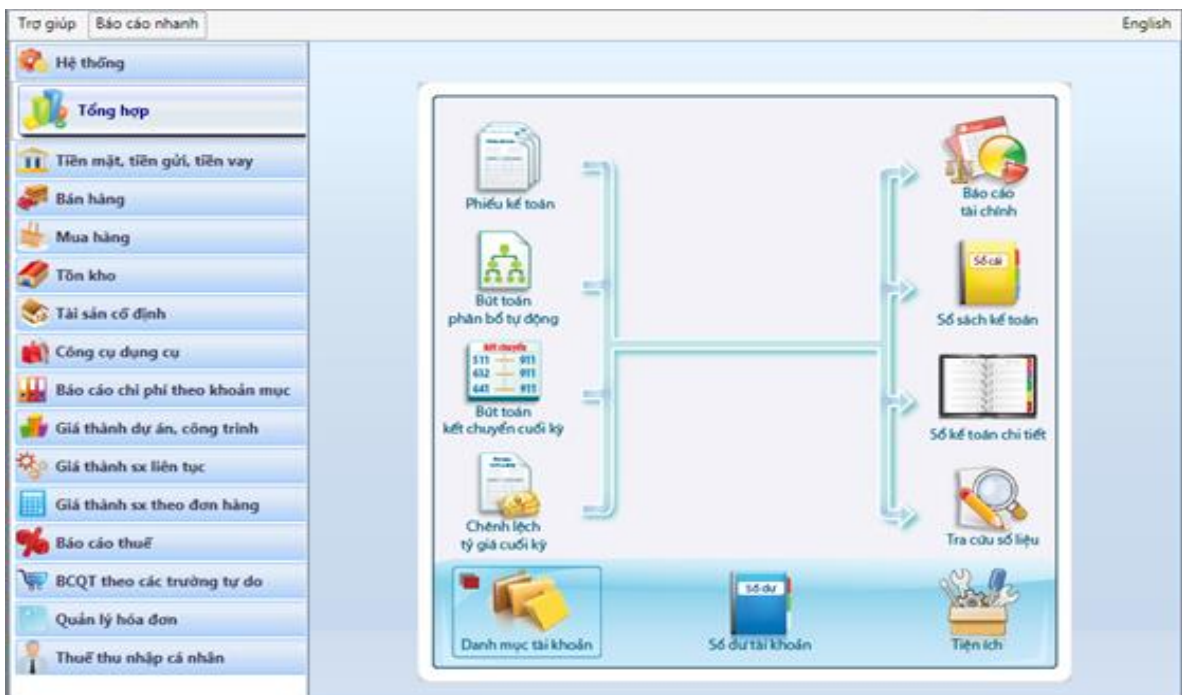 Trợ giúp Báo cáo nhanh English
Hệ thống
Tổng hợp
Tiền mặt, tiền gửi, tiền vay
Bán hàng
Mua hàng
Tồn kho
Tài sản cố định
Công cụ dụng cụ
Báo cáo chi phí theo khoản mục
Giá thành dự án, công trình
Giá thành sx liên tục
Giá thành sx theo đơn hàng
Báo cáo thuế
BCQT theo các trường tự do
Quản lý hóa đơn
Thuế thu nhập cá nhân
Phiếu kế toán
Bút toán
phân bổ tự động
Kết chuyển
511 911
632 911
641 911
Bút toán
kết chuyển cuối kỳ
Chênh lệch
tỷ giá cuối kỳ
Báo cáo
tài chính
Sổ cái
Sổ sách kế toán
Sổ kế toán chi tiết
Tra cứu số liệu
Danh mục tài khoản
Số dư
Số dư tài khoản
Tiện ích